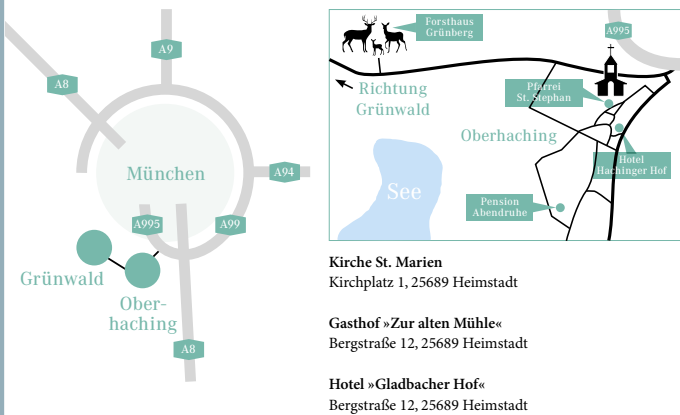 A9
A8
München
A94
A995
A99
Grünwald
Ober-
haching
A8
Forsthaus
Grünberg
A995
Richtung
Grünwald
Pfarrei
St. Stephan
Oberhaching
Hotel
Hachinger Hof
See
Pension
Abendruhe
Kirche St. Marien
Kirchplatz 1, 25689 Heimstadt
Gasthof »Zur alten Mühle«
Bergstraße 12, 25689 Heimstadt
Hotel »Gladbacher Hof«
Bergstraße 12, 25689 Heimstadt